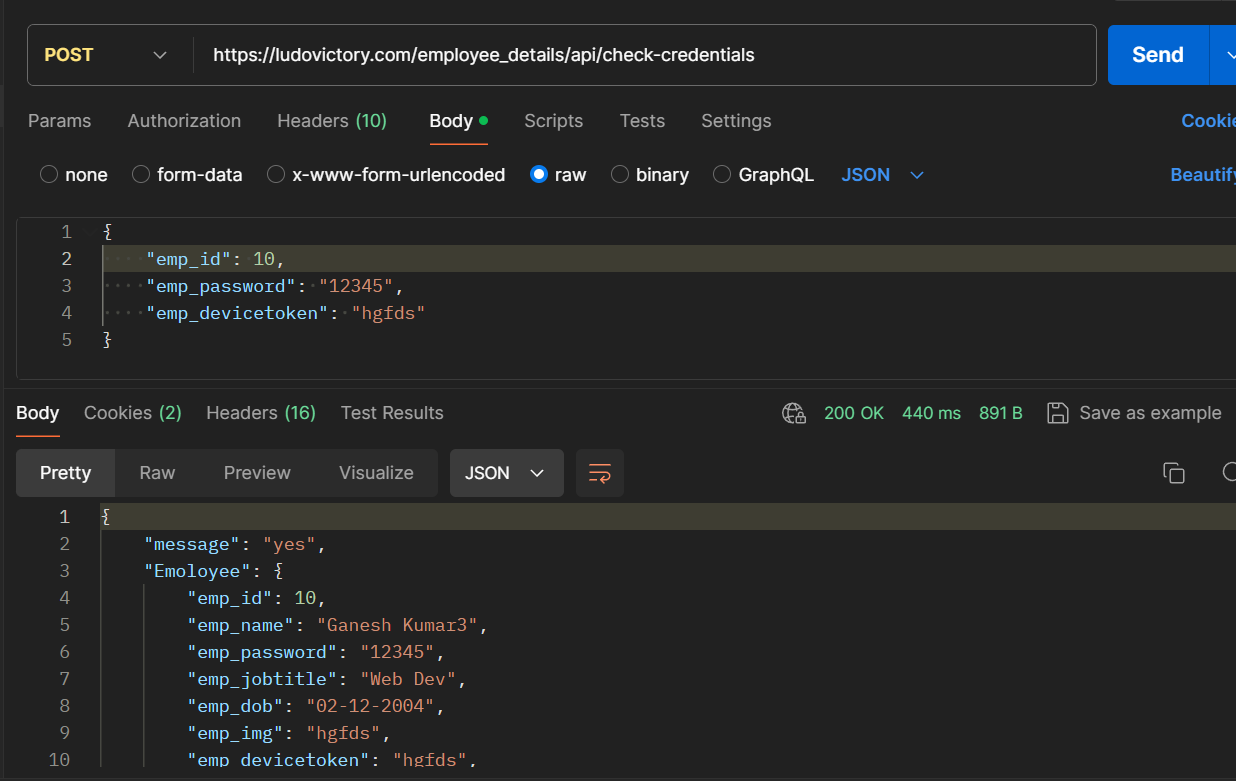 POST https://ludovictory.com/employee_details/api/check-credentials Send
Params Authorization Headers (10) Body Scripts Tests Settings
none form-data x-www-form-urlencoded raw binary GraphQL JSON
1 {
2 "emp_id": 10,
3 "emp_password": "12345",
4 "emp_devicetoken": "hgfds"
5 }
Body Cookies (2) Headers (16) Test Results 200 OK 440 ms 891 B Save as example
Pretty Raw Preview Visualize JSON
1 {
2 "message": "yes",
3 "Emoloyee": {
4 "emp_id": 10,
5 "emp_name": "Ganesh Kumar3",
6 "emp_password": "12345",
7 "emp_jobtitle": "Web Dev",
8 "emp_dob": "02-12-2004",
9 "emp_img": "hgfds",
10 "emp_devicetoken": "hgfds",